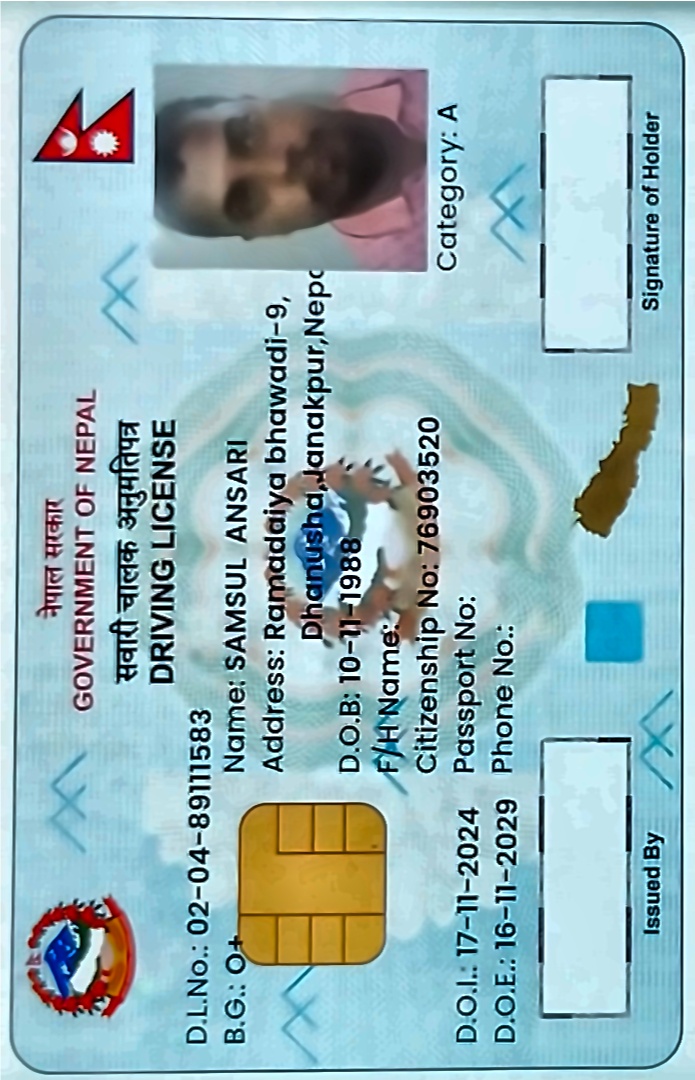 नेपाल सरकार
GOVERNMENT OF NEPAL
सवारी चालक अनुमतिपत्र
DRIVING LICENSE
D.L.No.: 02-04-89111583
B.G.: O+
Name: SAMSUL ANSARI
Address: Ramadaiya bhawadi-9,
Dhanusha,Janakpur,Nepa
D.O.B: 10-11-1988
F/H Name:
Citizenship No: 76903520
Passport No:
Phone No.:
D.O.I.: 17-11-2024
D.O.E.: 16-11-2029
Category: A
Issued By
Signature of Holder